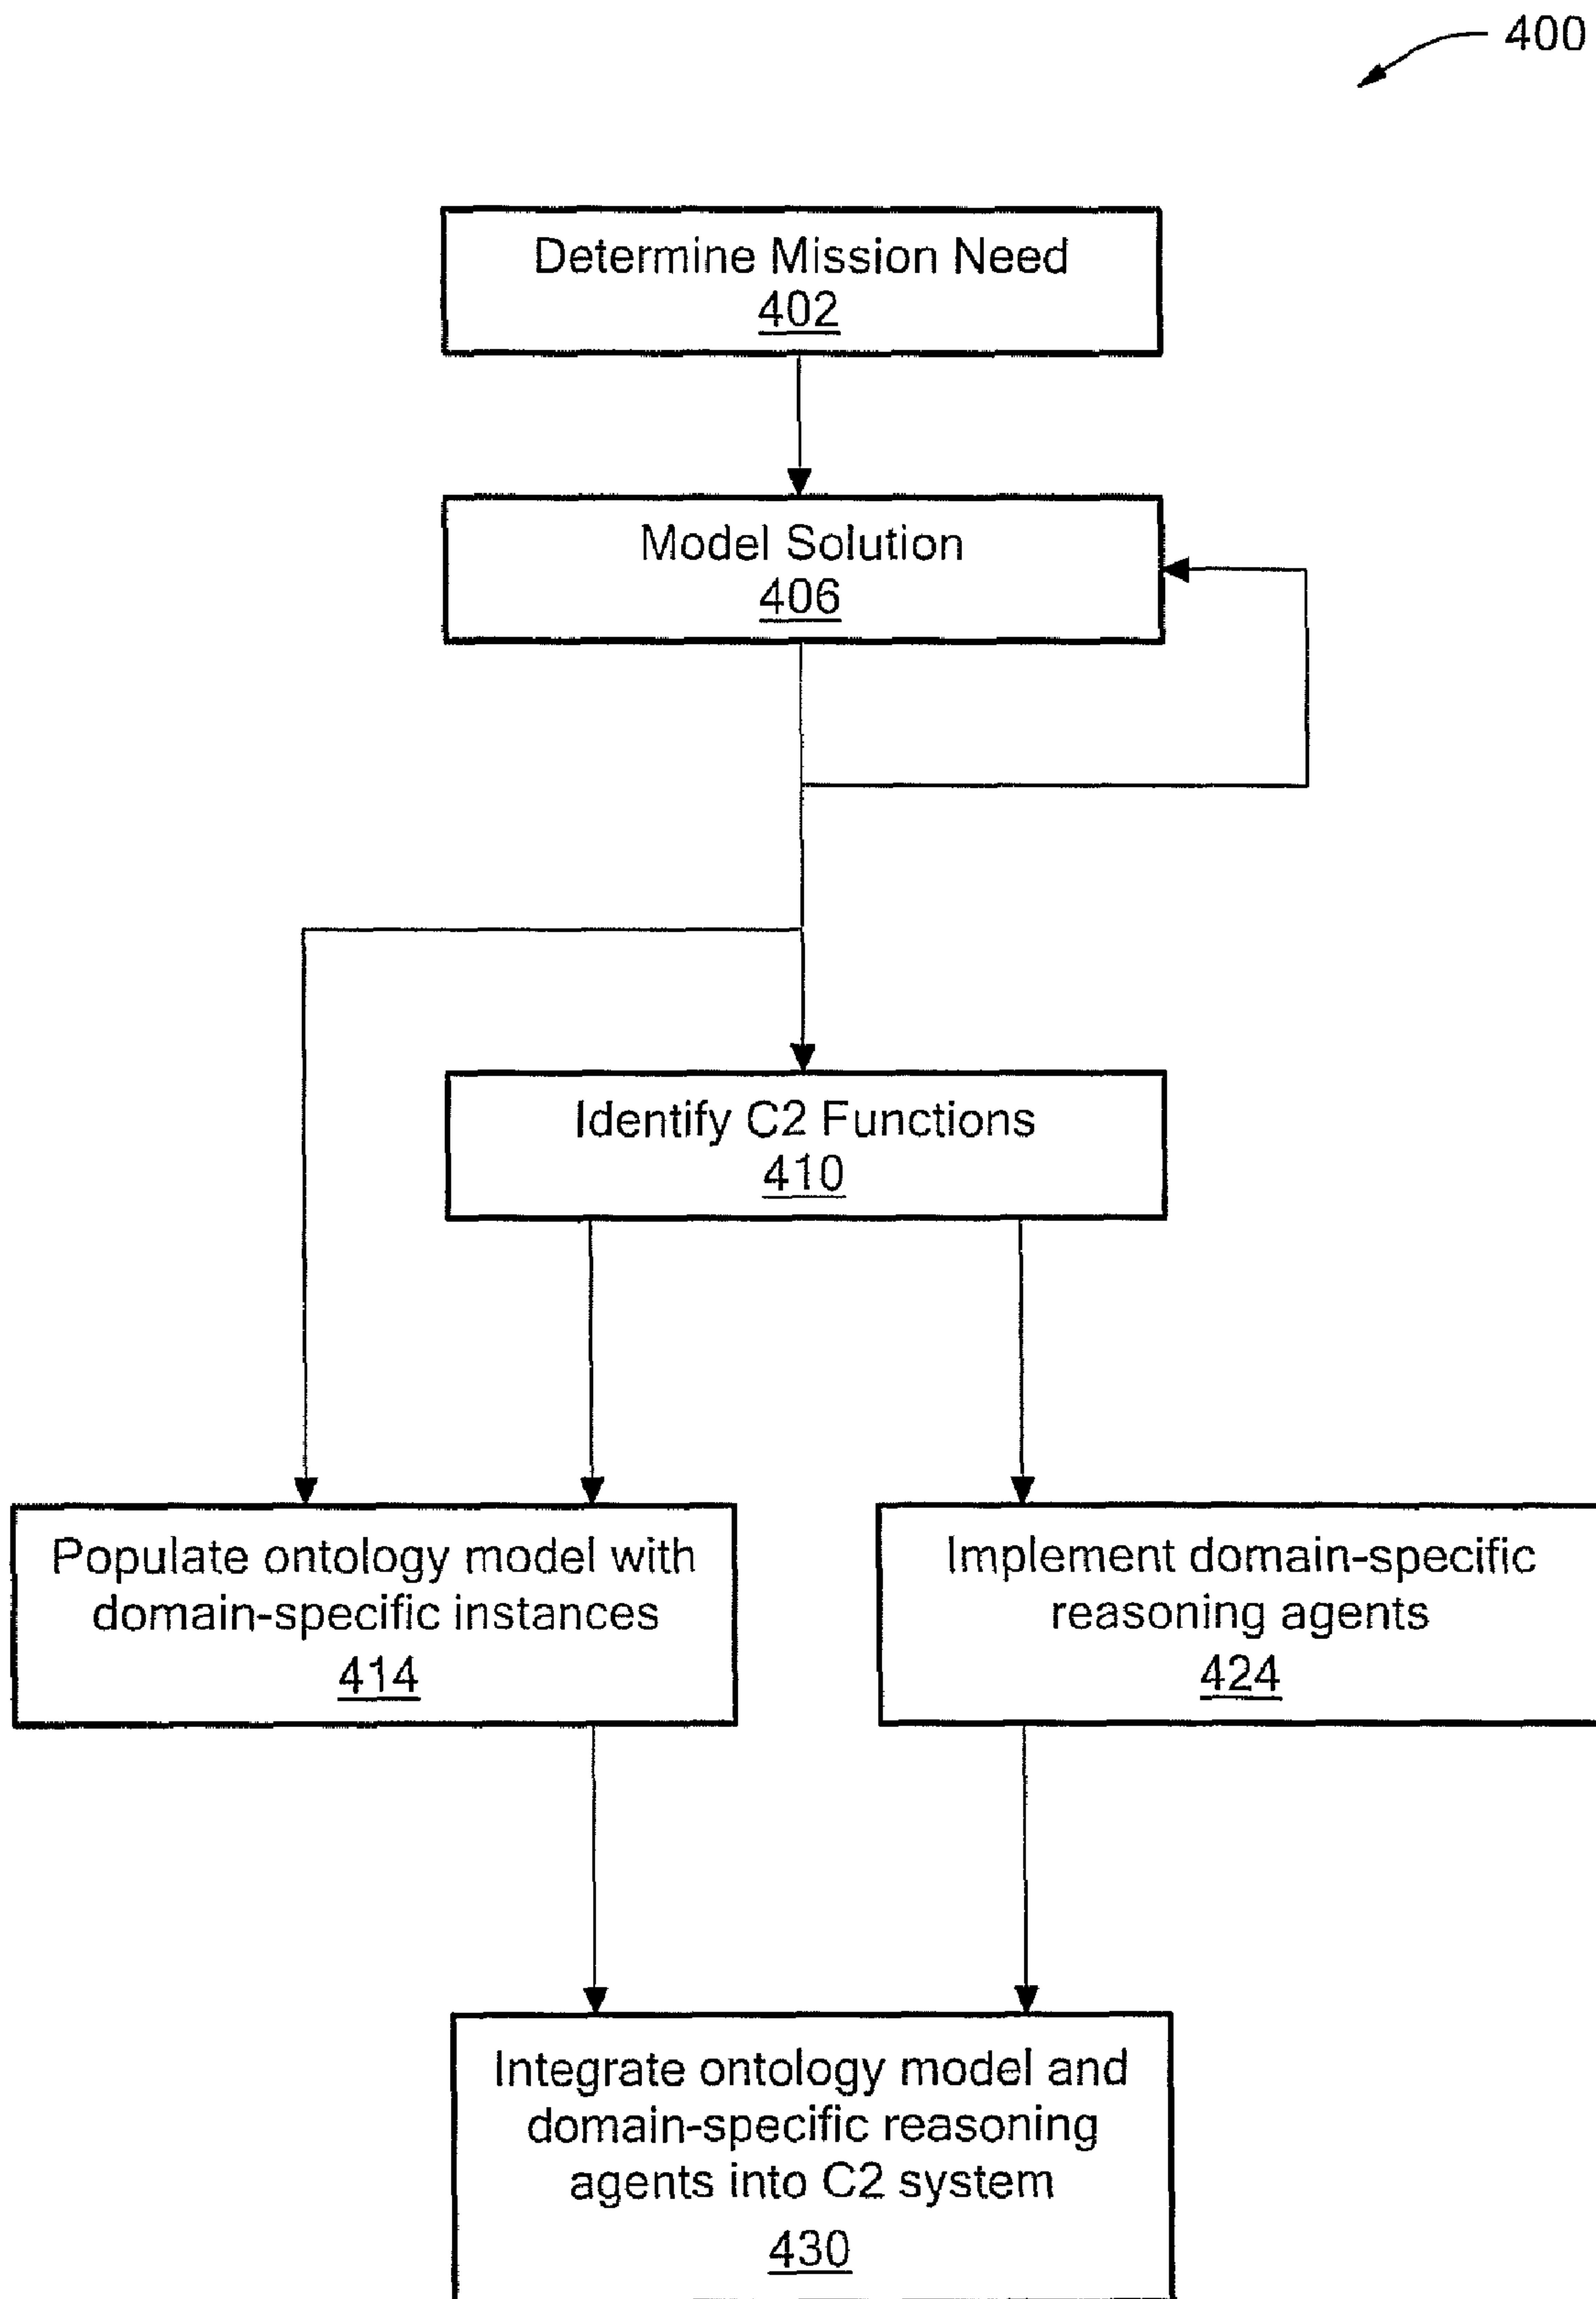 400
Determine Mission Need
402
Model Solution
406
Identify C2 Functions
410
Populate ontology model with
domain-specific instances
414
Implement domain-specific
reasoning agents
424
Integrate ontology model and
domain-specific reasoning
agents into C2 system
430